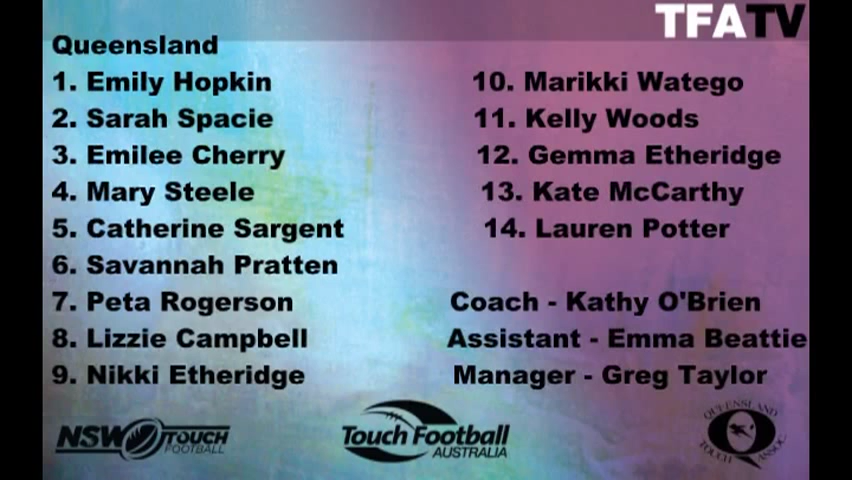 TFATV
Queensland
1. Emily Hopkin
2. Sarah Spacie
3. Emilee Cherry
4. Mary Steele
5. Catherine Sargent
6. Savannah Pratten
7. Peta Rogerson
8. Lizzie Campbell
9. Nikki Etheridge
10. Marikki Watego
11. Kelly Woods
12. Gemma Etheridge
13. Kate McCarthy
14. Lauren Potter
Coach - Kathy O'Brien
Assistant - Emma Beattie
Manager - Greg Taylor
NSW TOUCH
FOOTBALL
Touch Football
AUSTRALIA
QUEENSLAND
TOUCH ASSOC.